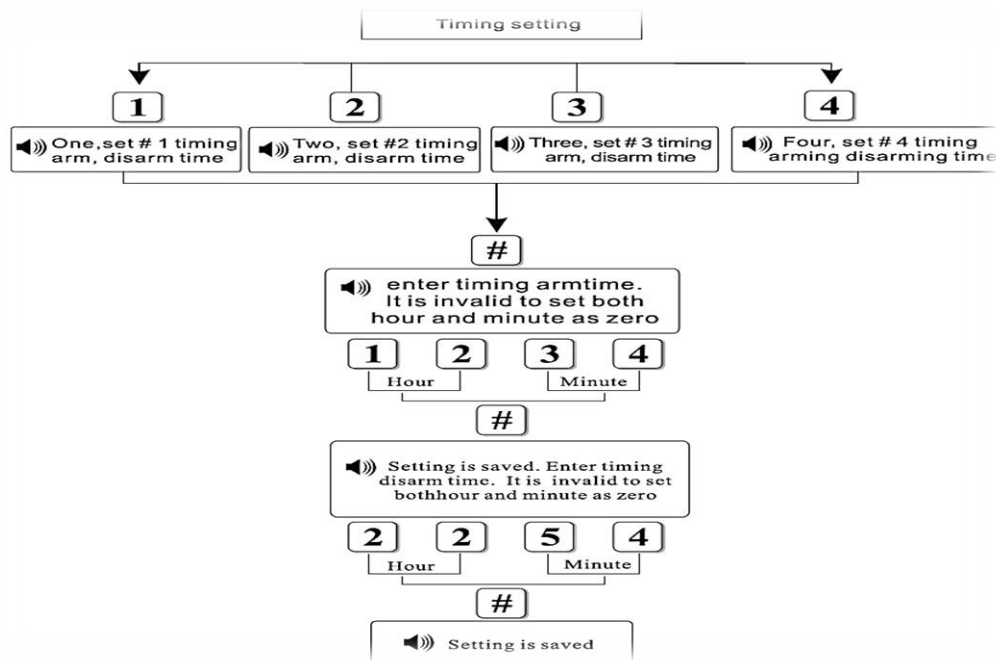 Timing setting
1
2
3
4
One,set # 1 timing
arm, disarm time
Two, set #2 timing
arm, disarm time
Three, set # 3 timing
arm, disarm time
Four, set # 4 timing
arming disarming time
#
enter timing armtime.
It is invalid to set both
hour and minute as zero
1 2 3 4
Hour Minute
#
Setting is saved. Enter timing
disarm time. It is invalid to set
bothhour and minute as zero
2 2 5 4
Hour Minute
#
Setting is saved